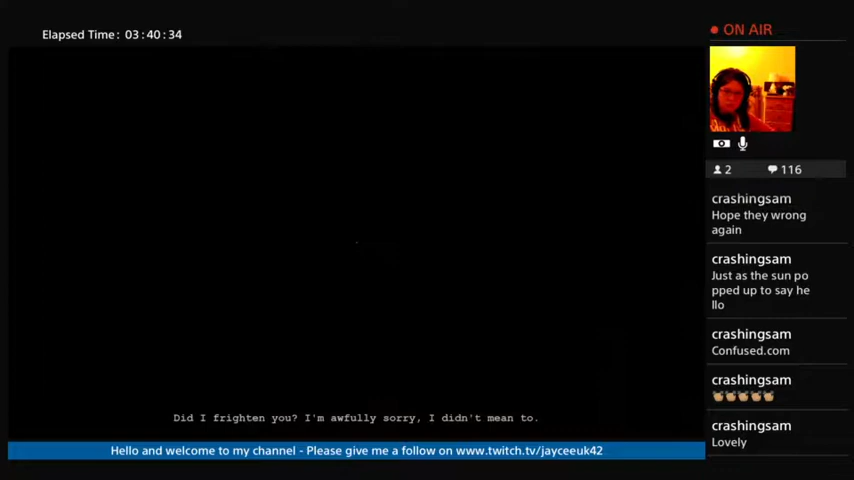 Elapsed Time: 03:40:34
ON AIR
2
116
crashingsam
Hope they wrong
again
crashingsam
Just as the sun po
pped up to say he
llo
crashingsam
Confused.com
crashingsam
crashingsam
Lovely
Did I frighten you? I'm awfully sorry, I didn't mean to.
Hello and welcome to my channel - Please give me a follow on www.twitch.tv/jayceeuk42